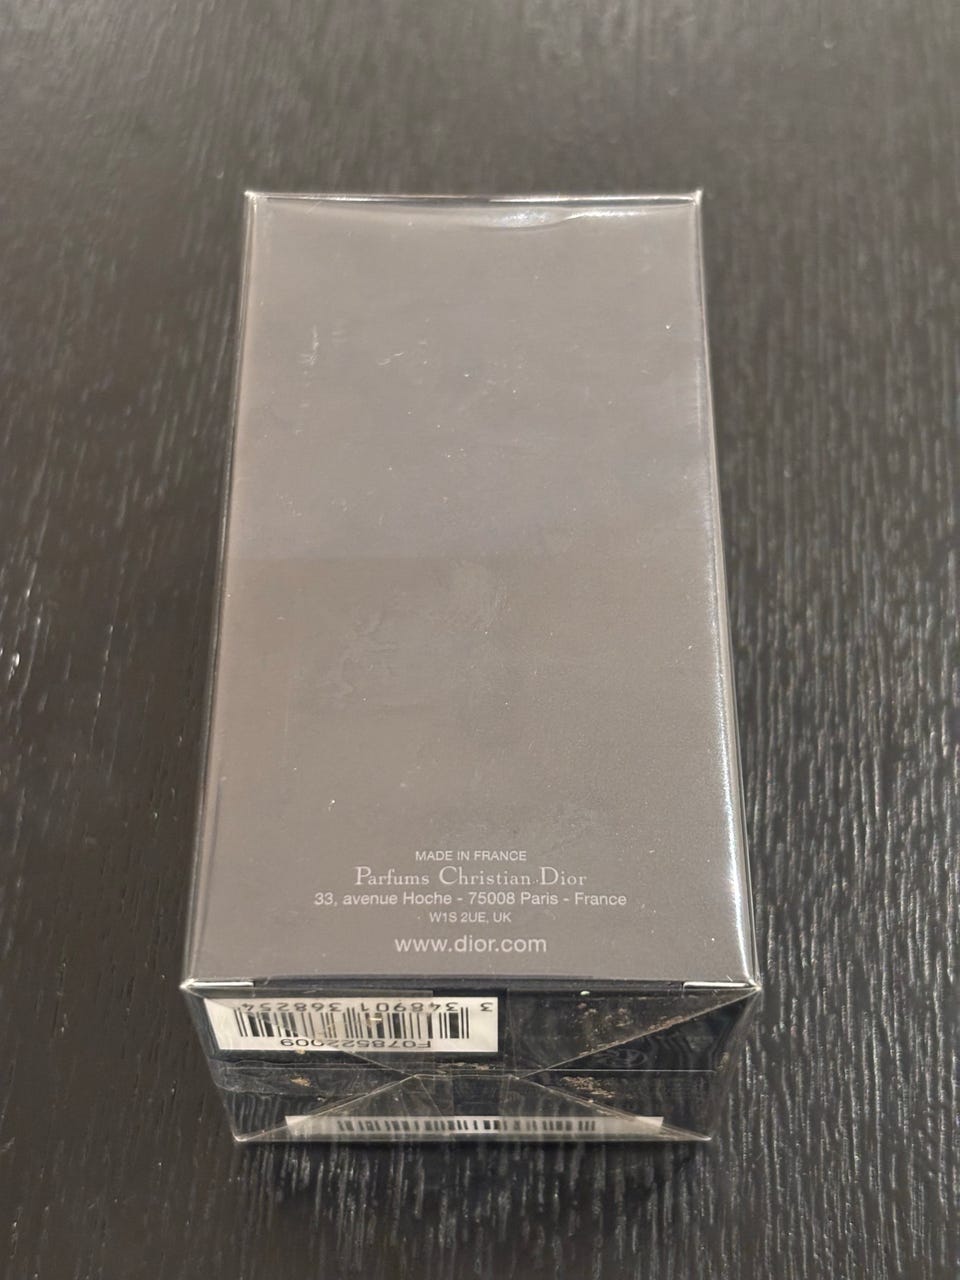 MADE IN FRANCE
Parfums Christian Dior
33, avenue Hoche - 75008 Paris - France
W1S 2UE, UK
www.dior.com
3 348901 368254
F078522009